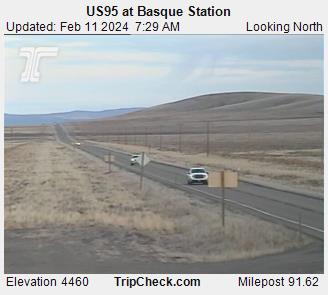 US95 at Basque Station
Updated: Feb 11 2024 7:29 AM Looking North
Elevation 4460 TripCheck.com Milepost 91.62